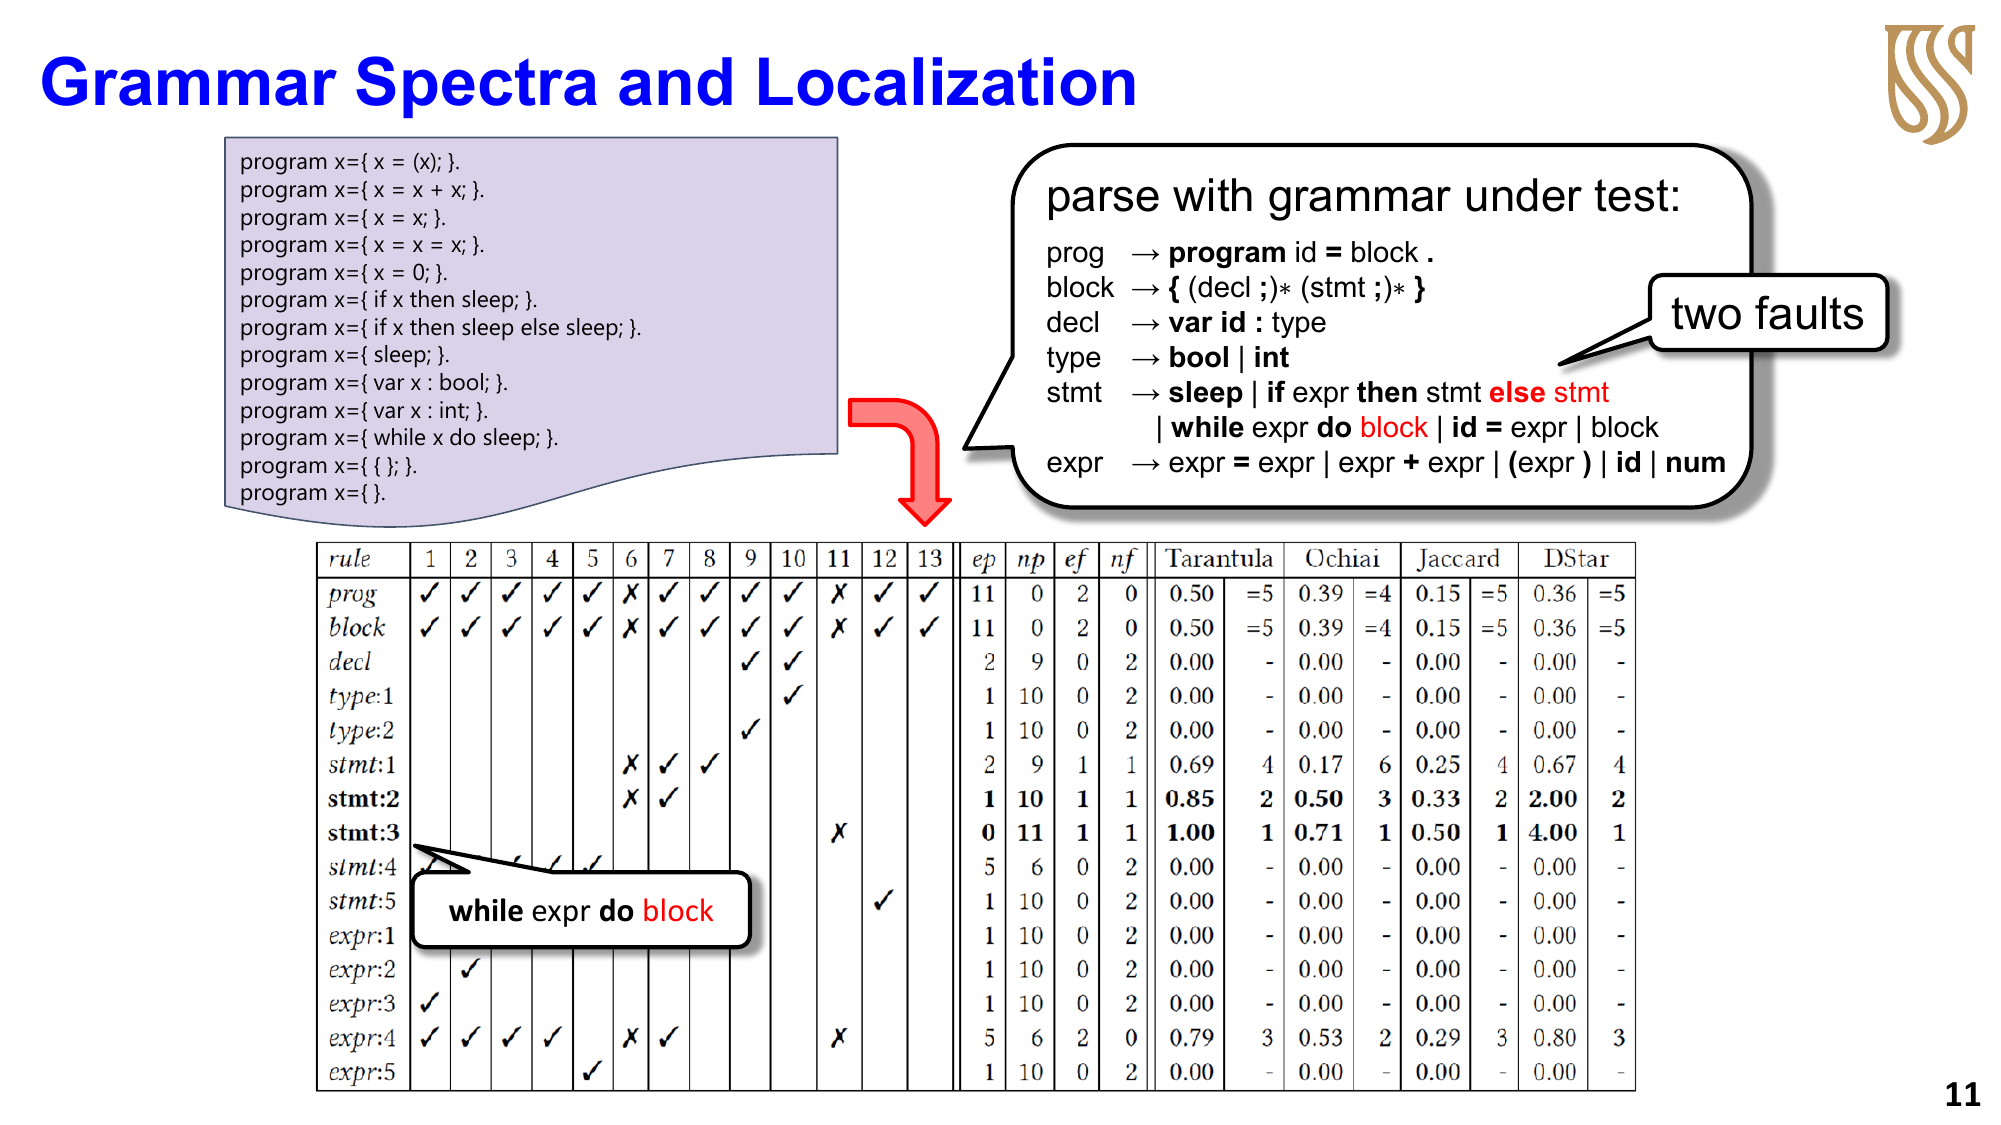 Grammar Spectra and Localization
program x={ x = (x); }.
program x={ x = x + x; }.
program x={ x = x; }.
program x={ x = x = x; }.
program x={ x = 0; }.
program x={ if x then sleep; }.
program x={ if x then sleep else sleep; }.
program x={ sleep; }.
program x={ var x : bool; }.
program x={ var x : int; }.
program x={ while x do sleep; }.
program x={ { }; }.
program x={ }.
parse with grammar under test:
prog → program id = block .
block → { (decl ;)* (stmt ;)* }
decl → var id : type
type → bool | int
stmt → sleep | if expr then stmt else stmt
| while expr do block | id = expr | block
expr → expr = expr | expr + expr | (expr ) | id | num
two faults
rule 1 2 3 4 5 6 7 8 9 10 11 12 13 ep np ef nf Tarantula Ochiai Jaccard DStar
prog ✓ ✓ ✓ ✓ ✓ ✗ ✓ ✓ ✓ ✓ ✗ ✓ ✓ 11 0 2 0 0.50 =5 0.39 =4 0.15 =5 0.36 =5
block ✓ ✓ ✓ ✓ ✓ ✗ ✓ ✓ ✓ ✓ ✗ ✓ ✓ 11 0 2 0 0.50 =5 0.39 =4 0.15 =5 0.36 =5
decl ✓ ✓ 2 9 0 2 0.00 - 0.00 - 0.00 - 0.00 -
type:1 ✓ 1 10 0 2 0.00 - 0.00 - 0.00 - 0.00 -
type:2 ✓ 1 10 0 2 0.00 - 0.00 - 0.00 - 0.00 -
stmt:1 ✗ ✓ ✓ 2 9 1 1 0.69 4 0.17 6 0.25 4 0.67 4
stmt:2 ✗ ✓ 1 10 1 1 0.85 2 0.50 3 0.33 2 2.00 2
stmt:3 ✗ 0 11 1 1 1.00 1 0.71 1 0.50 1 4.00 1
stmt:4 ✓ ✓ ✓ ✓ 5 6 0 2 0.00 - 0.00 - 0.00 - 0.00 -
stmt:5 ✓ 1 10 0 2 0.00 - 0.00 - 0.00 - 0.00 -
while expr do block
expr:1 1 10 0 2 0.00 - 0.00 - 0.00 - 0.00 -
expr:2 ✓ 1 10 0 2 0.00 - 0.00 - 0.00 - 0.00 -
expr:3 ✓ 1 10 0 2 0.00 - 0.00 - 0.00 - 0.00 -
expr:4 ✓ ✓ ✓ ✓ ✗ ✓ ✗ 5 6 2 0 0.79 3 0.53 2 0.29 3 0.80 3
expr:5 ✓ 1 10 0 2 0.00 - 0.00 - 0.00 - 0.00 -
11